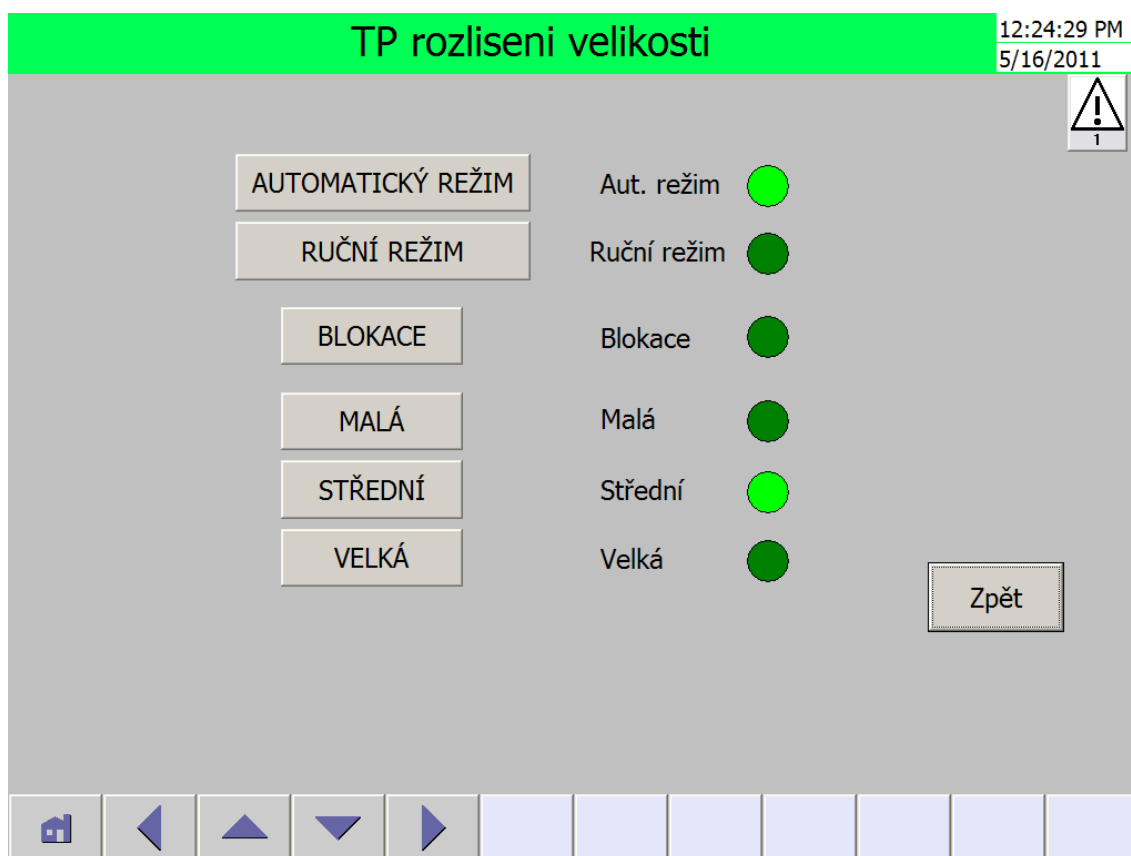 TP rozliseni velikosti
12:24:29 PM
5/16/2011
1
AUTOMATICKÝ REŽIM Aut. režim
RUČNÍ REŽIM Ruční režim
BLOKACE Blokace
MALÁ Malá
STŘEDNÍ Střední
VELKÁ Velká
Zpět